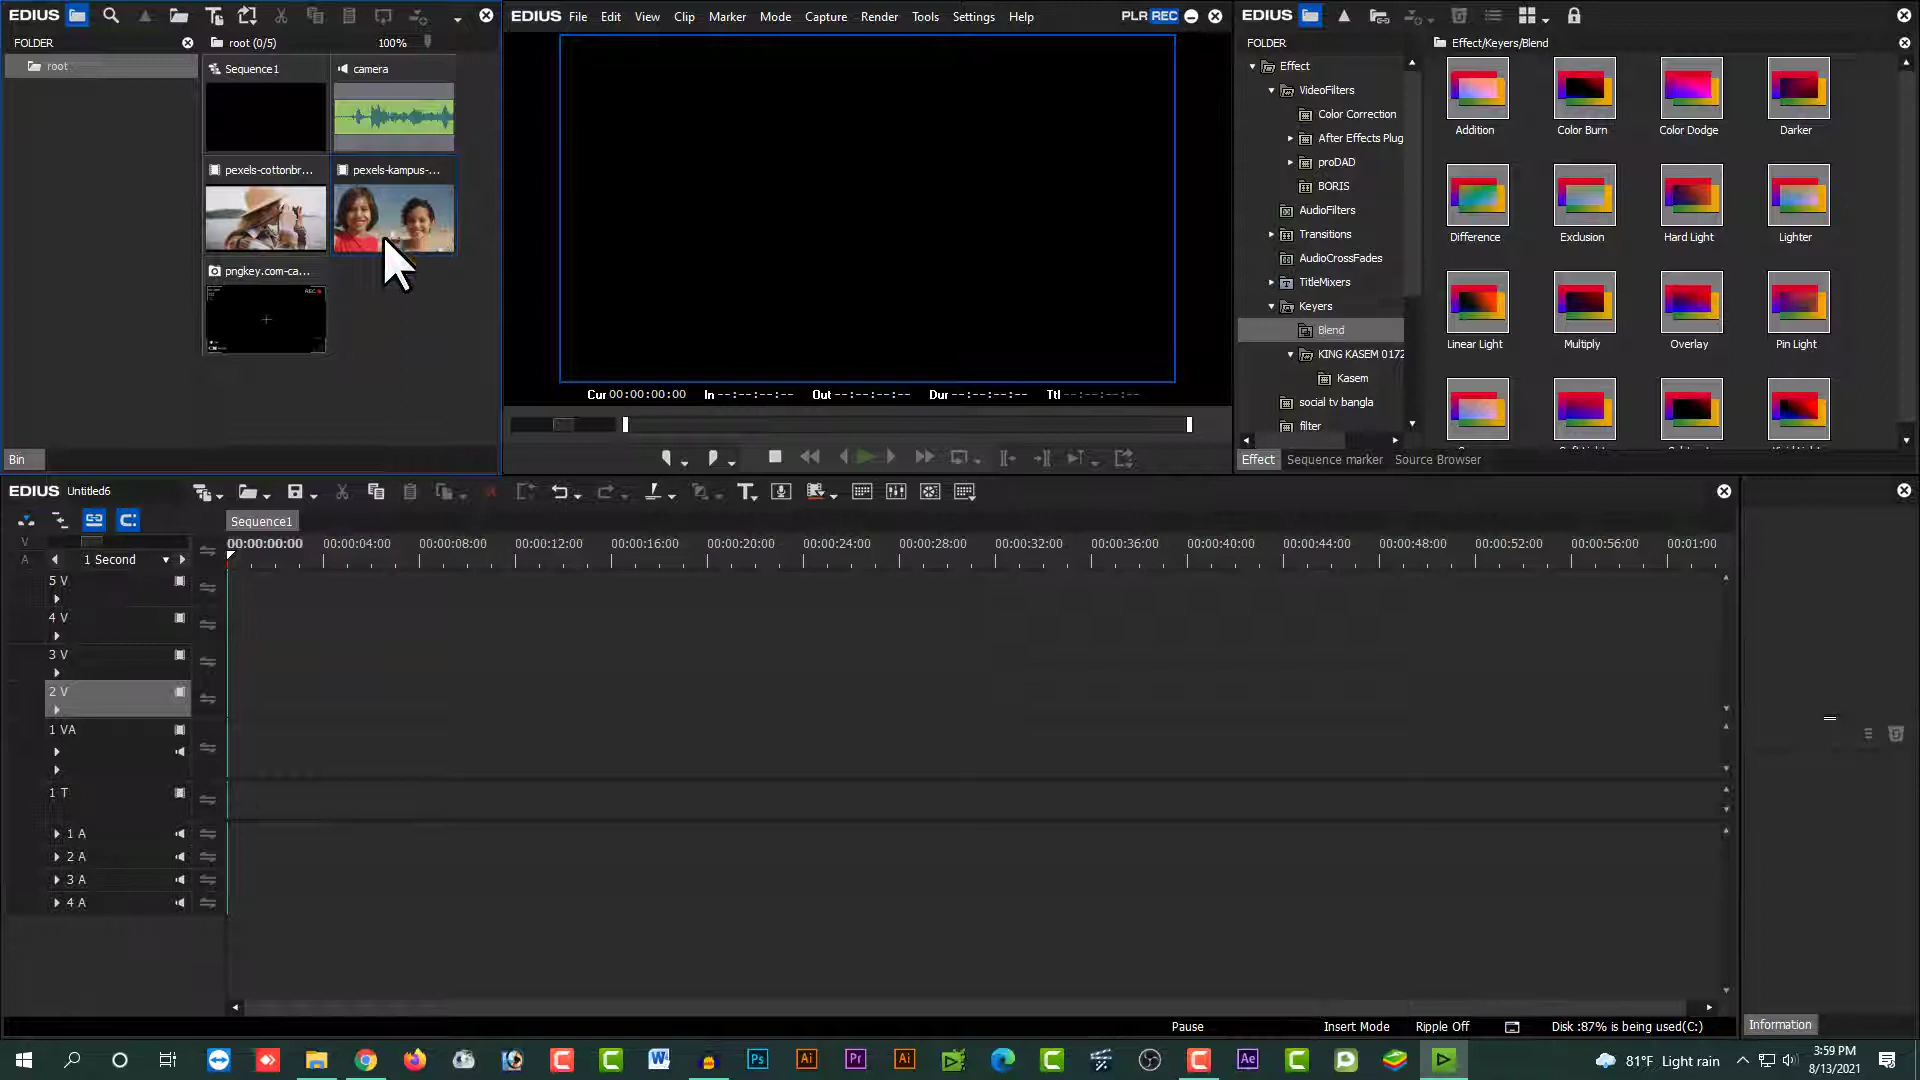 EDIUS
FOLDER
root
root (0/5)
100%
Sequence1
camera
pexels-cottonbr...
pexels-kampus-...
pngkey.com-ca...
REC
Bin
EDIUS File Edit View Clip Marker Mode Capture Render Tools Settings Help
PLR REC
Cur 00:00:00:00 In --:--:--:-- Out --:--:--:-- Dur --:--:--:-- Ttl --:--:--:--
EDIUS
FOLDER
Effect
VideoFilters
Color Correction
After Effects Plug
proDAD
BORIS
AudioFilters
Transitions
AudioCrossFades
TitleMixers
Keyers
Blend
KING KASEM 0172
Kasem
social tv bangla
filter
Effect Sequence marker Source Browser
Effect/Keyers/Blend
Addition Color Burn Color Dodge Darker
Difference Exclusion Hard Light Lighter
Linear Light Multiply Overlay Pin Light
EDIUS Untitled6
Sequence1
V
A
1 Second
00:00:00:00 00:00:04:00 00:00:08:00 00:00:12:00 00:00:16:00 00:00:20:00 00:00:24:00 00:00:28:00 00:00:32:00 00:00:36:00 00:00:40:00 00:00:44:00 00:00:48:00 00:00:52:00 00:00:56:00 00:01:00
5 V
4 V
3 V
2 V
1 VA
1 T
1 A
2 A
3 A
4 A
Pause Insert Mode Ripple Off Disk :87% is being used(C:)
Information
W Ps Ai Pr Ai Ae
81°F Light rain
3:59 PM
8/13/2021